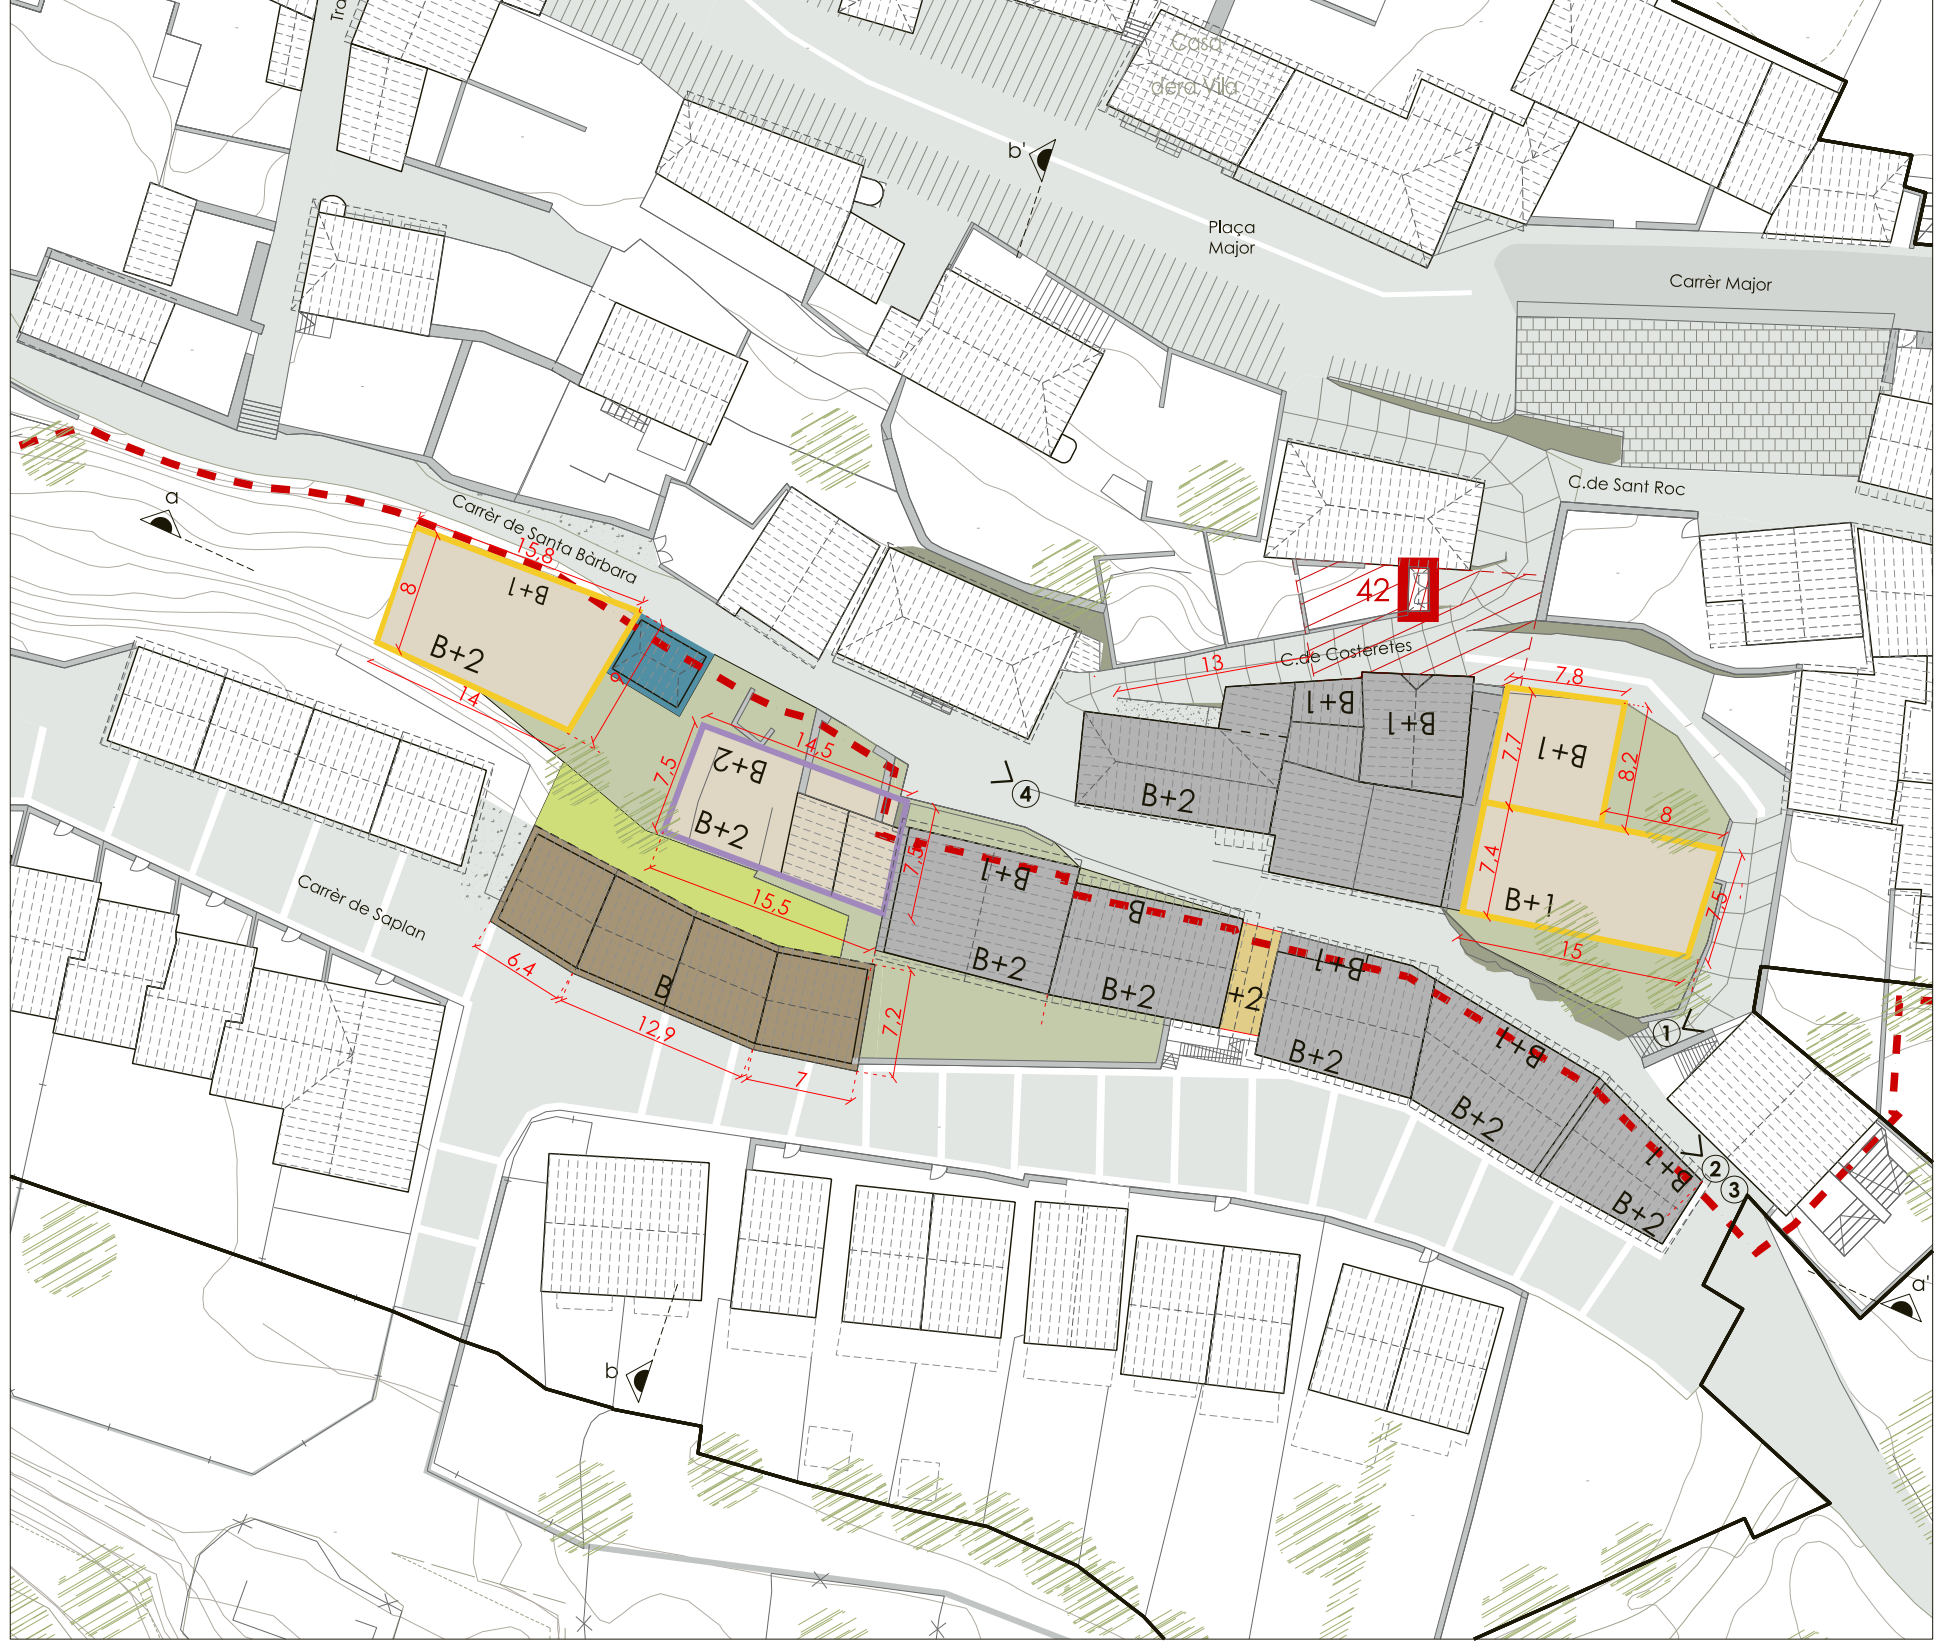 Tra
Casa
dera Vila
b'
Plaça
Major
Carrèr Major
C.de Sant Roc
a
Carrèr de Santa Bàrbara
15,8
8
B+1
B+2
14
9
42
C.de Costeretes
13
7,8
B+1
B+1
7,7
B+1
8,2
8
14,5
7,5
B+2
B+2
4
B+2
7,4
B+1
7,5
15
7,5
B+1
B
15,5
Carrèr de Saplan
B+2
B+2
+2
B+1
B+2
6,4
B
12,9
7
7,2
1
B+1
B+2
B+1
B+2
2
3
a'
b